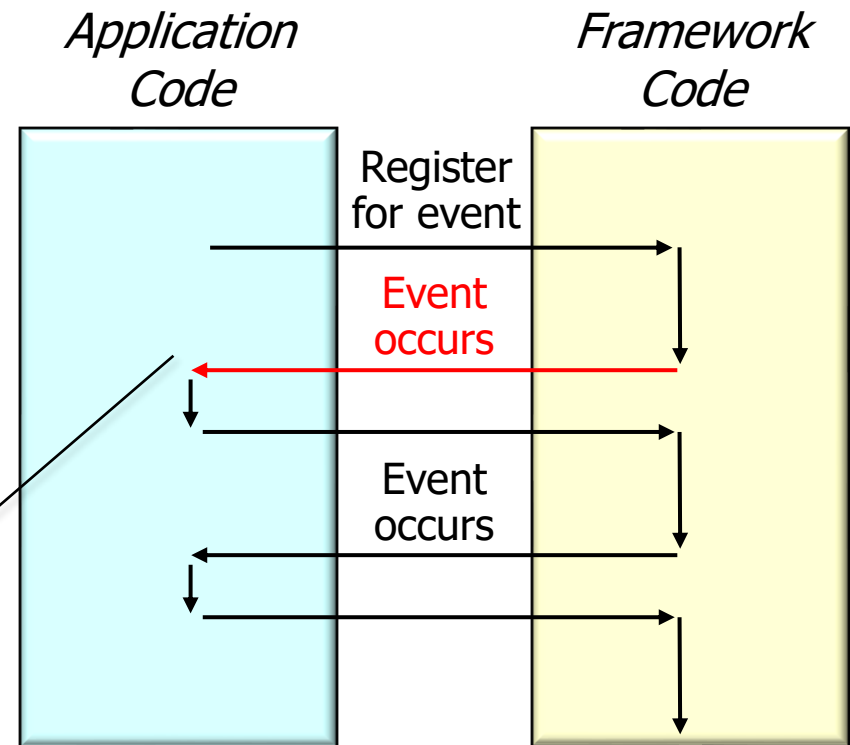 Application
Code
Framework
Code
Register
for event
Event
occurs
Event
occurs